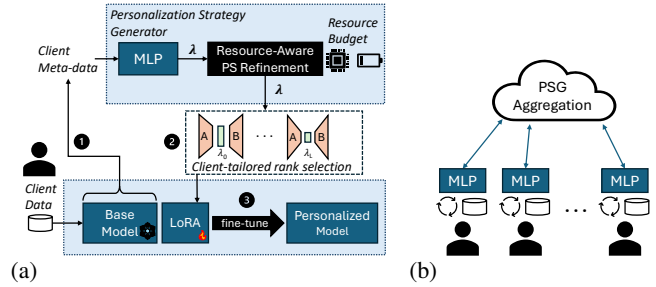 Personalization Strategy
Generator
Resource
Budget
Client
Meta-data
MLP
λ
Resource-Aware
PS Refinement
λ
1
2
A
B
. . .
A
B
λ₀
λ_L
Client-tailored rank selection
Client
Data
Base
Model
LoRA
3
fine-tune
Personalized
Model
(a)
PSG
Aggregation
MLP
MLP
MLP
. . .
(b)